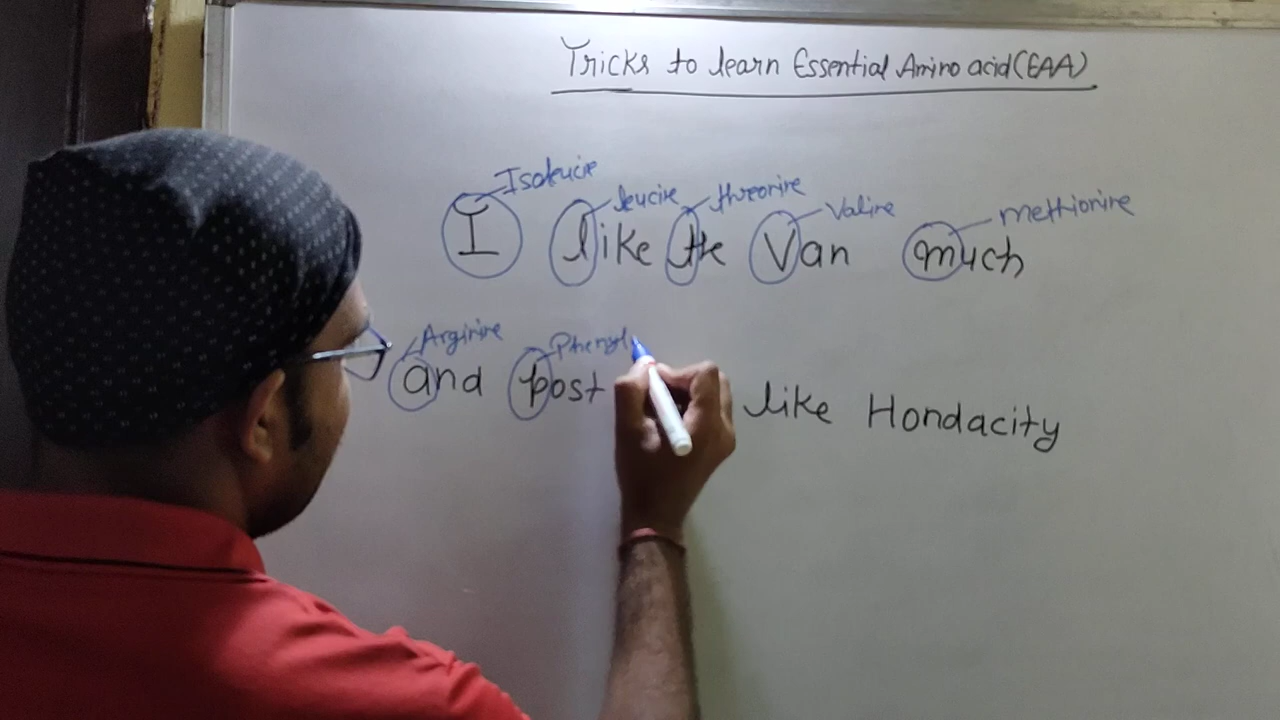 Tricks to learn Essential Amino acid (EAA)
Isoleucine leucine threonine Valine methionine
I like the Van much
Arginine Phenyl
and post like Hondacity